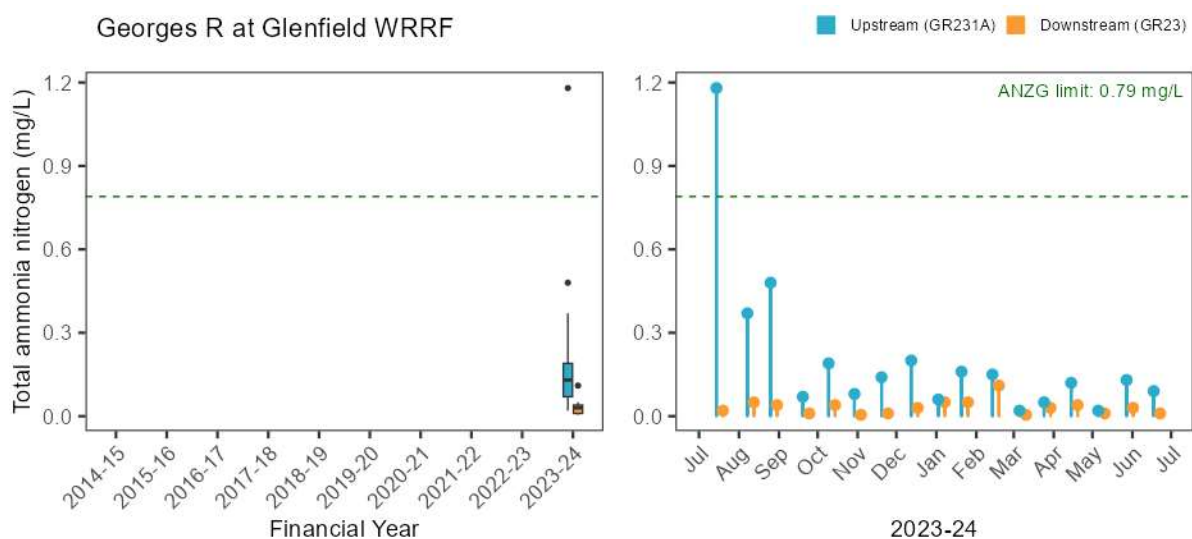 Georges R at Glenfield WRRF
Upstream (GR231A) Downstream (GR23)
Total ammonia nitrogen (mg/L)
1.2
0.9
0.6
0.3
0.0
2014-15 2015-16 2016-17 2017-18 2018-19 2019-20 2020-21 2021-22 2022-23 2023-24
Financial Year
ANZG limit: 0.79 mg/L
1.2
0.9
0.6
0.3
0.0
Jul Aug Sep Oct Nov Dec Jan Feb Mar Apr May Jun Jul
2023-24